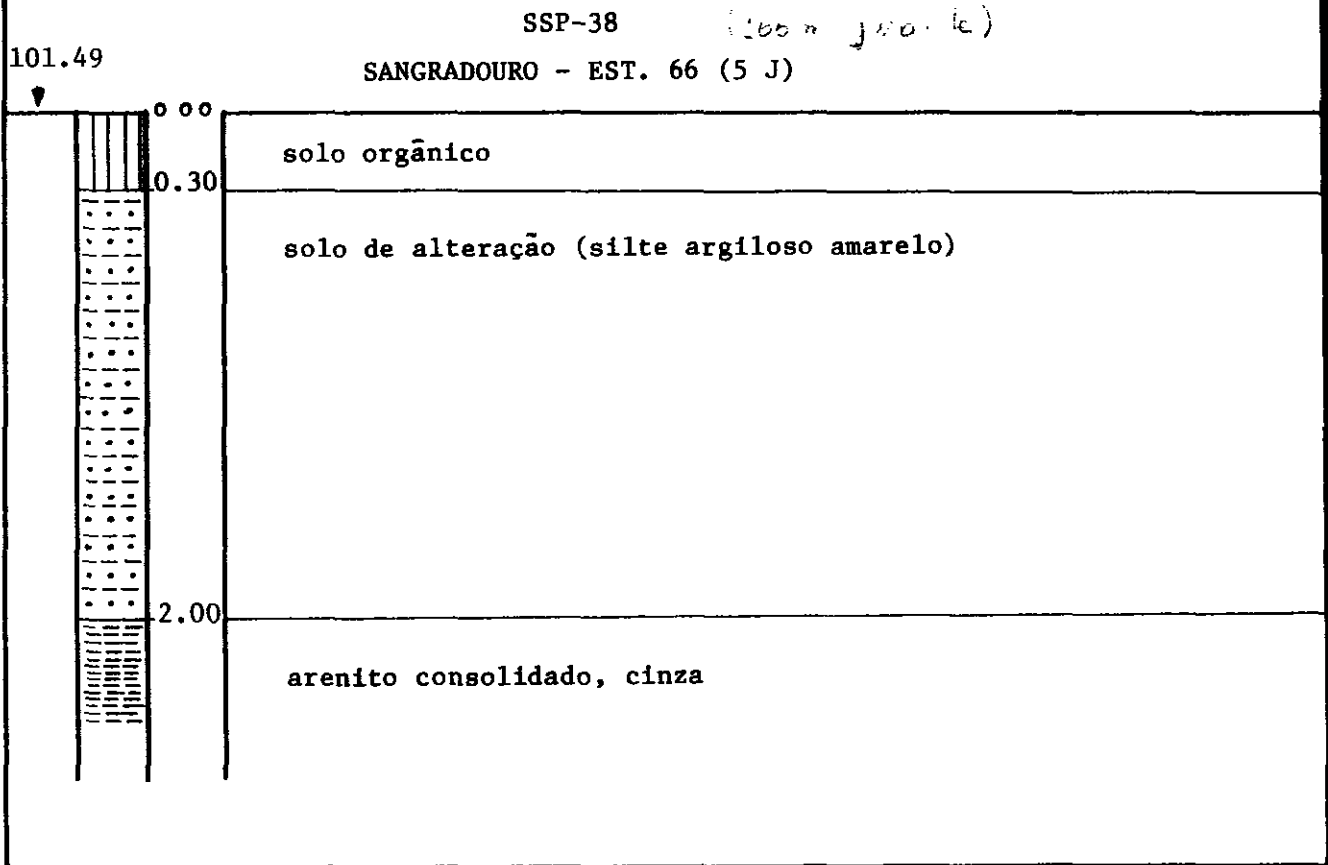 SSP-38
101.49
SANGRADOURO - EST. 66 (5 J)
0 00
solo orgânico
0.30
solo de alteração (silte argiloso amarelo)
2.00
arenito consolidado, cinza